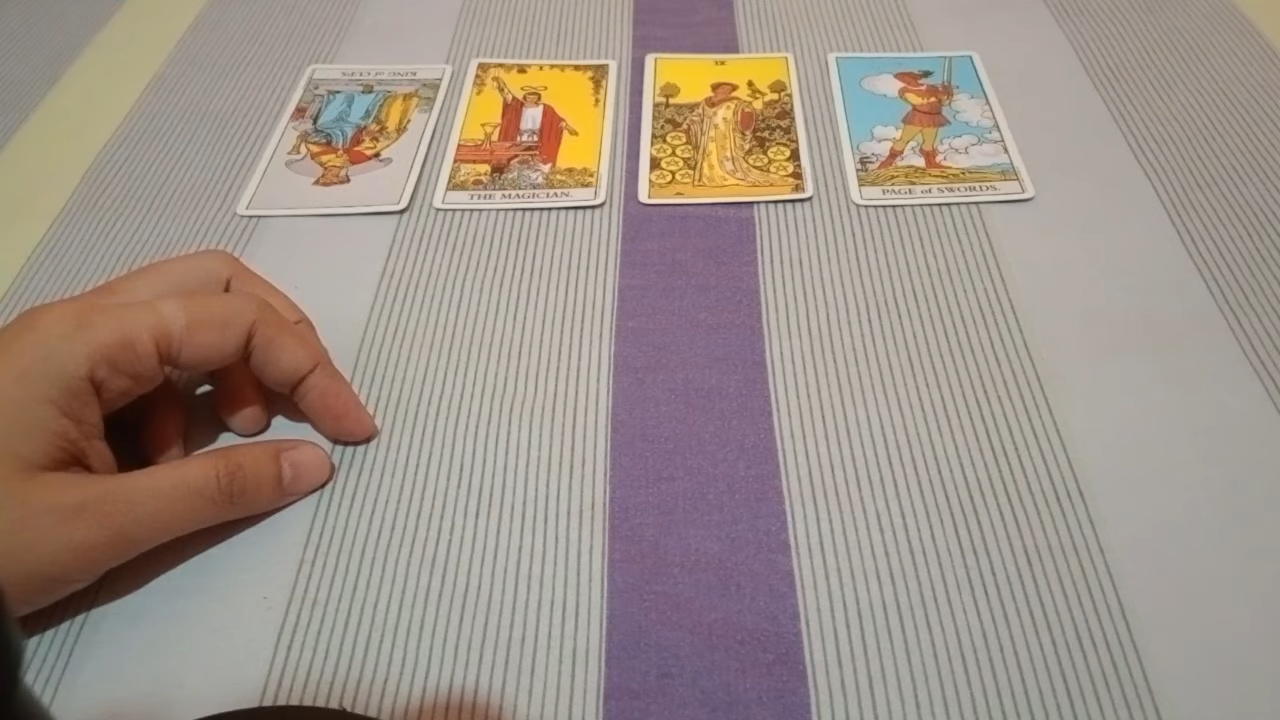 KING of CUPS.
THE MAGICIAN.
IX
PAGE of SWORDS.